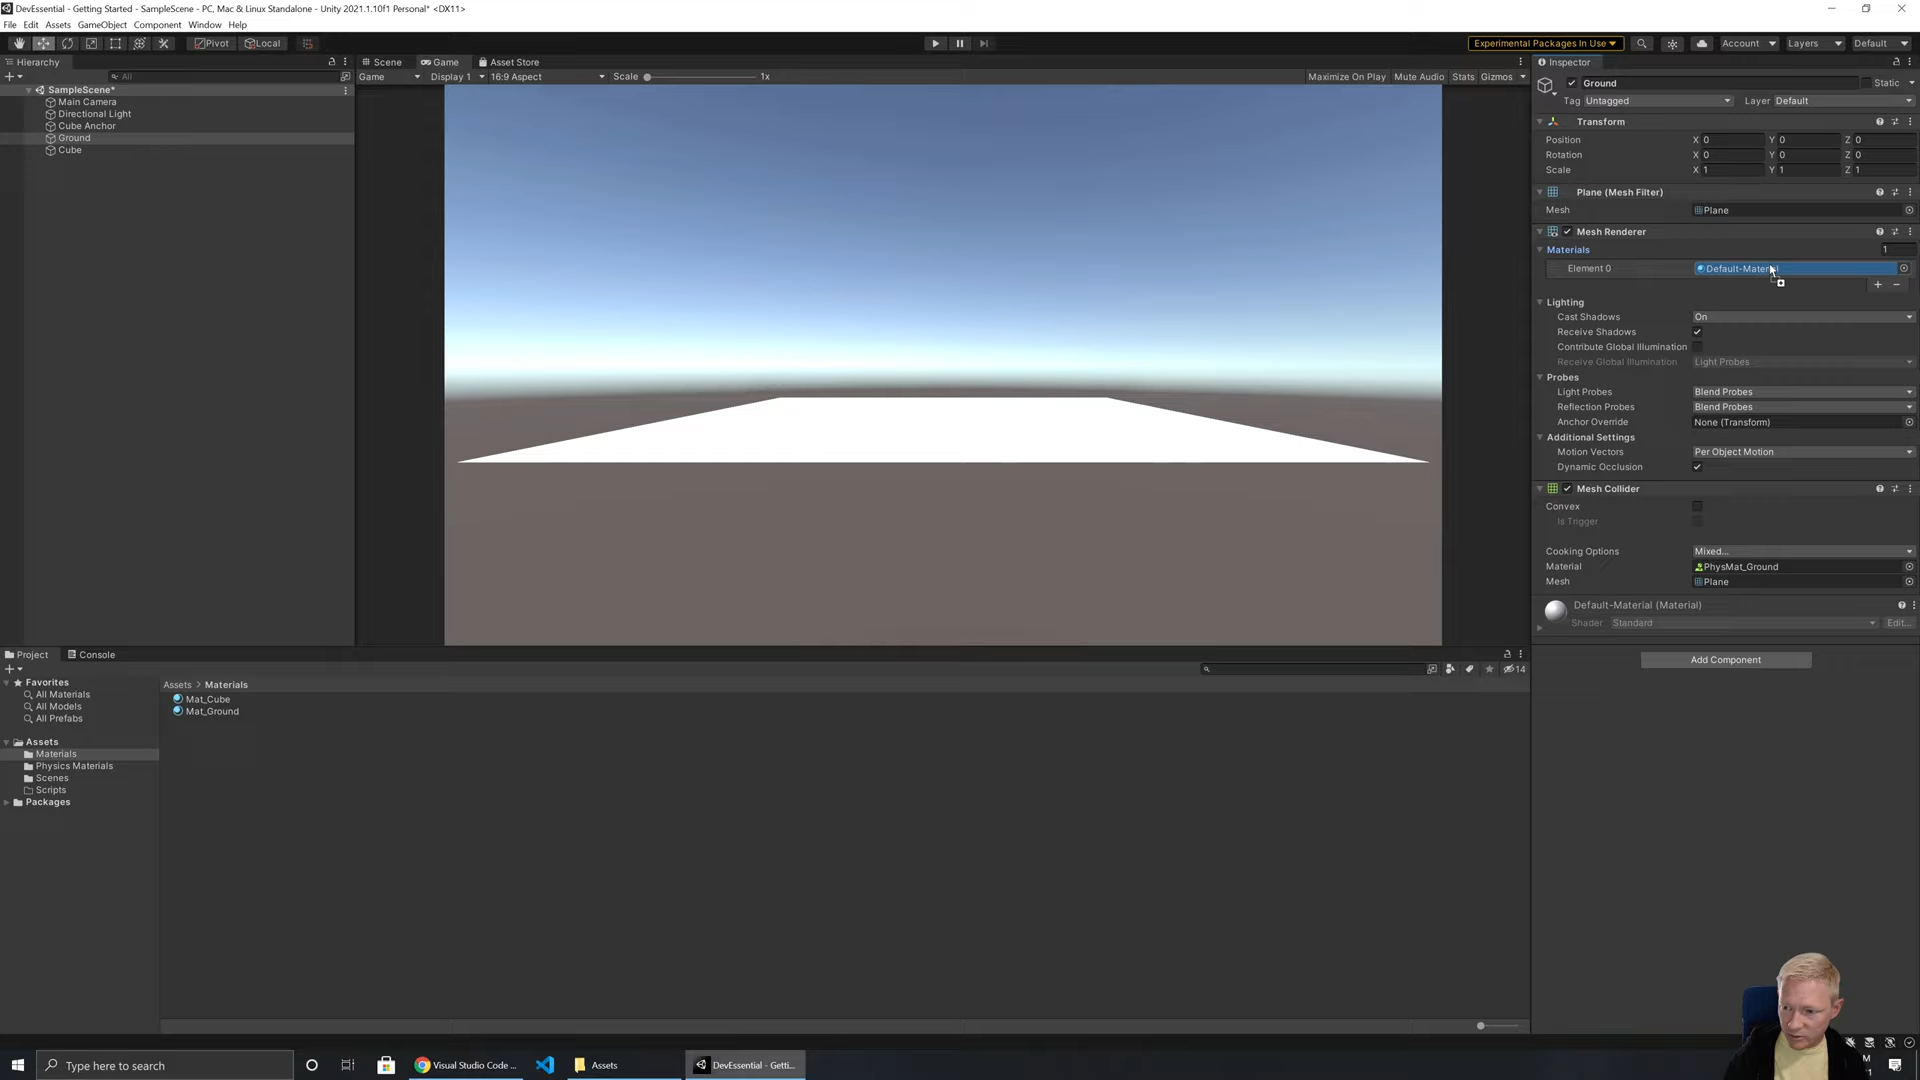 DevEssential - Getting Started - SampleScene - PC, Mac & Linux Standalone - Unity 2021.1.10f1 Personal* <DX11>
File Edit Assets GameObject Component Window Help
Pivot Local Experimental Packages In Use Account Layers Default
Hierarchy
All
SampleScene*
Main Camera
Directional Light
Cube Anchor
Ground
Cube
Scene Game Asset Store
Game Display 1 16:9 Aspect Scale 1x Maximize On Play Mute Audio Stats Gizmos
Inspector
Ground Static
Tag Untagged Layer Default
Transform
Position X 0 Y 0 Z 0
Rotation X 0 Y 0 Z 0
Scale X 1 Y 1 Z 1
Plane (Mesh Filter)
Mesh Plane
Mesh Renderer
Materials 1
Element 0 Default-Material
Lighting
Cast Shadows On
Receive Shadows
Contribute Global Illumination
Receive Global Illumination Light Probes
Probes
Light Probes Blend Probes
Reflection Probes Blend Probes
Anchor Override None (Transform)
Additional Settings
Motion Vectors Per Object Motion
Dynamic Occlusion
Mesh Collider
Convex
Is Trigger
Cooking Options Mixed...
Material PhysMat_Ground
Mesh Plane
Default-Material (Material)
Shader Standard Edit...
Add Component
Project Console
14
Favorites
All Materials
All Models
All Prefabs
Assets
Materials
Physics Materials
Scenes
Scripts
Packages
Assets > Materials
Mat_Cube
Mat_Ground
Type here to search
Visual Studio Code ...
Assets
DevEssential - Getti...